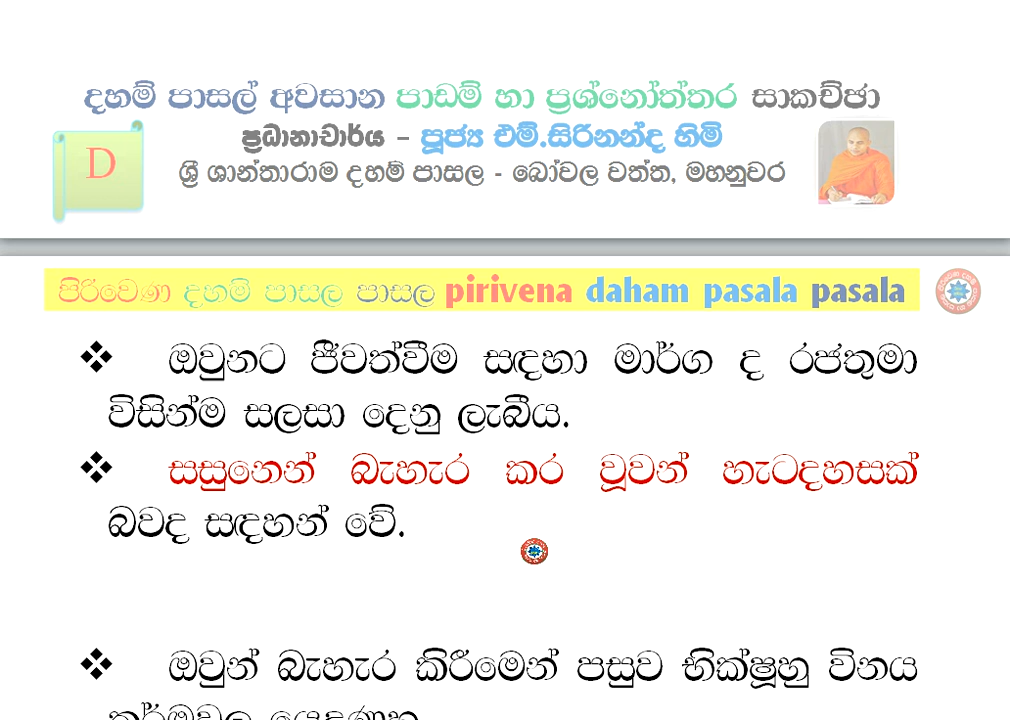 දහම් පාසල් අවසාන පාඩම් හා ප්‍රශ්නෝත්තර සාකච්ඡා
ප්‍රධානාචාර්ය – පූජ්‍ය එම්.සිරිනන්ද හිමි
D
ශ්‍රී ශාන්තාරාම දහම් පාසල - බෝවල වත්ත, මහනුවර
පිරිවෙණ දහම් පාසල පාසල pirivena daham pasala pasala
❖ ඔවුනට ජීවත්වීම සඳහා මාර්ග ද රජතුමා
විසින්ම සලසා දෙනු ලැබීය.
❖ සසුනෙන් බැහැර කර වූවන් හැටදහසක්
බවද සඳහන් වේ.
❖ ඔවුන් බැහැර කිරීමෙන් පසුව භික්ෂූහු විනය